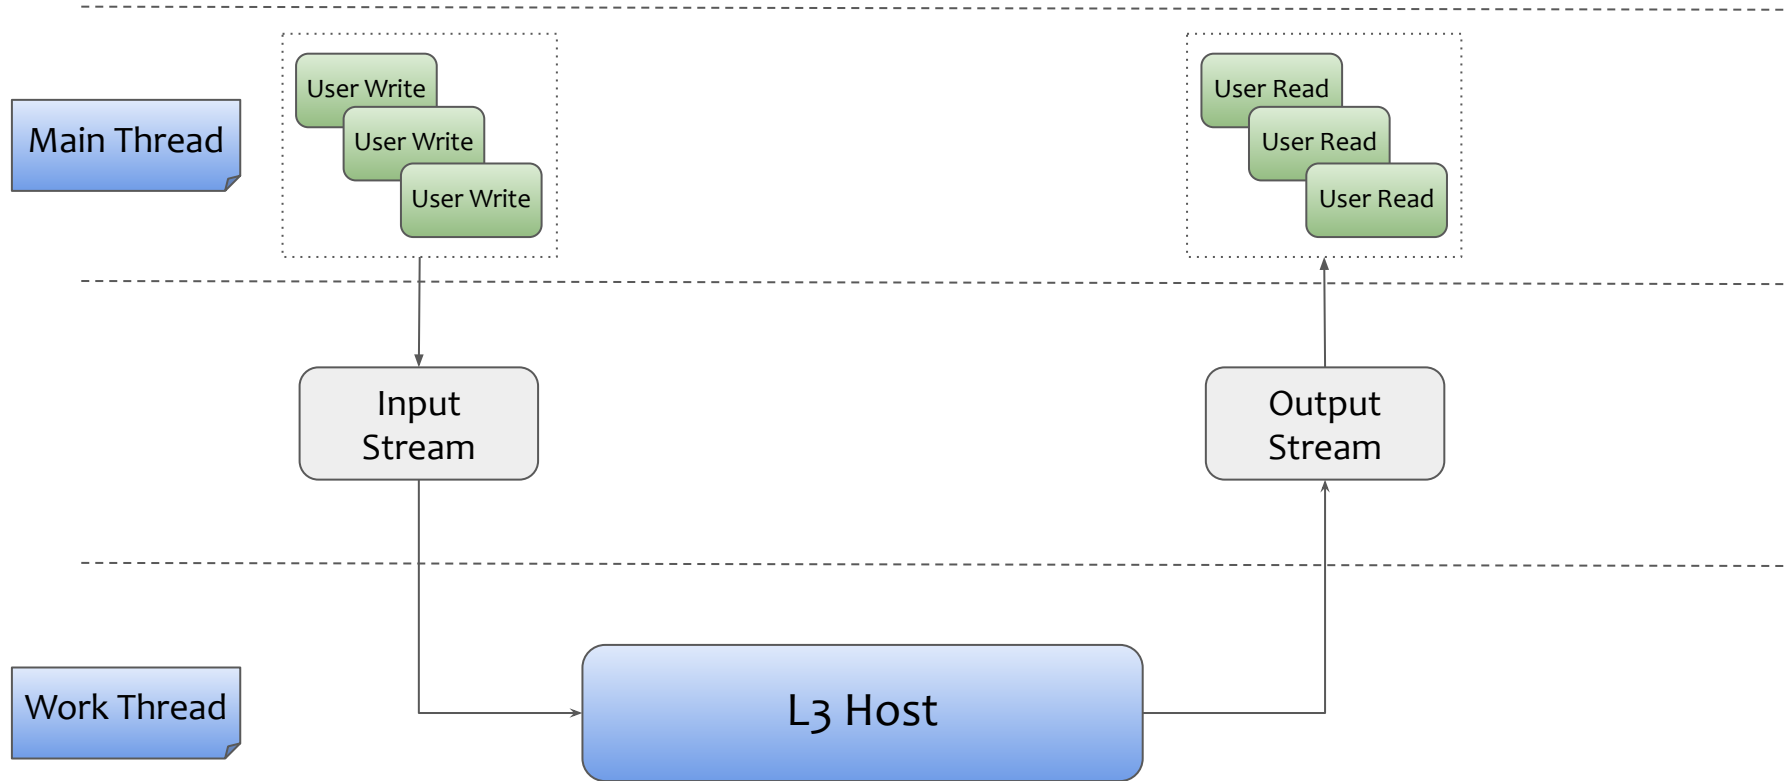 User Write
User Write
User Write
User Read
User Read
User Read
Main Thread
Input
Stream
Output
Stream
Work Thread
L3 Host